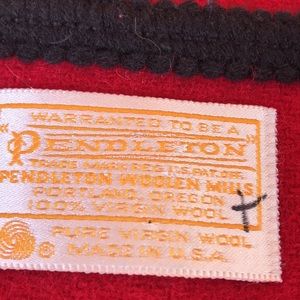 WARRANTED TO BE A
"PENDLETON"
TRADE MARK REG. U.S. PAT. OFF.
PENDLETON WOOLEN MILLS
PORTLAND, OREGON
100% VIRGIN WOOL
PURE VIRGIN WOOL
® MADE IN U.S.A.